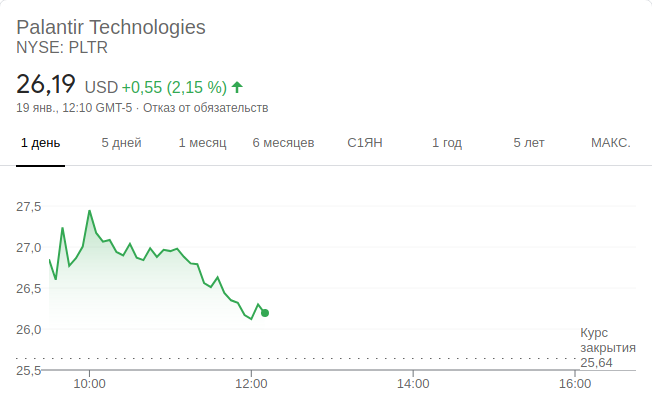 Palantir Technologies
NYSE: PLTR
26,19 USD +0,55 (2,15 %)
19 янв., 12:10 GMT-5 · Отказ от обязательств
1 день 5 дней 1 месяц 6 месяцев С1ЯН 1 год 5 лет МАКС.
27,5
27,0
26,5
26,0
Курс
закрытия
25,64
25,5
10:00 12:00 14:00 16:00